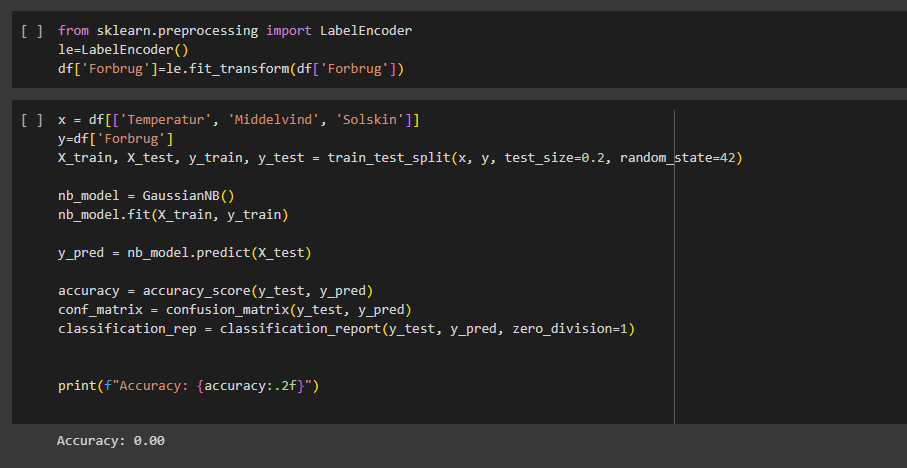 [ ] from sklearn.preprocessing import LabelEncoder
le=LabelEncoder()
df['Forbrug']=le.fit_transform(df['Forbrug'])
[ ] x = df[['Temperatur', 'Middelvind', 'Solskin']]
y=df['Forbrug']
X_train, X_test, y_train, y_test = train_test_split(x, y, test_size=0.2, random_state=42)
nb_model = GaussianNB()
nb_model.fit(X_train, y_train)
y_pred = nb_model.predict(X_test)
accuracy = accuracy_score(y_test, y_pred)
conf_matrix = confusion_matrix(y_test, y_pred)
classification_rep = classification_report(y_test, y_pred, zero_division=1)
print(f"Accuracy: {accuracy:.2f}")
Accuracy: 0.00